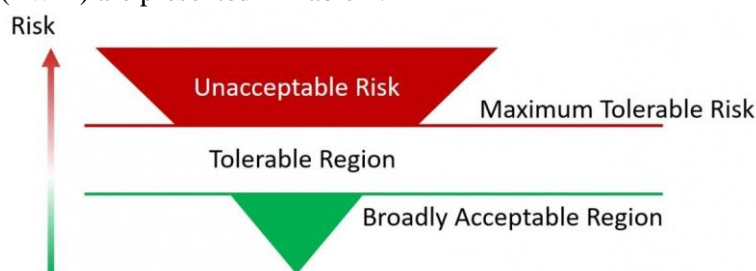 Risk
Unacceptable Risk
Maximum Tolerable Risk
Tolerable Region
Broadly Acceptable Region